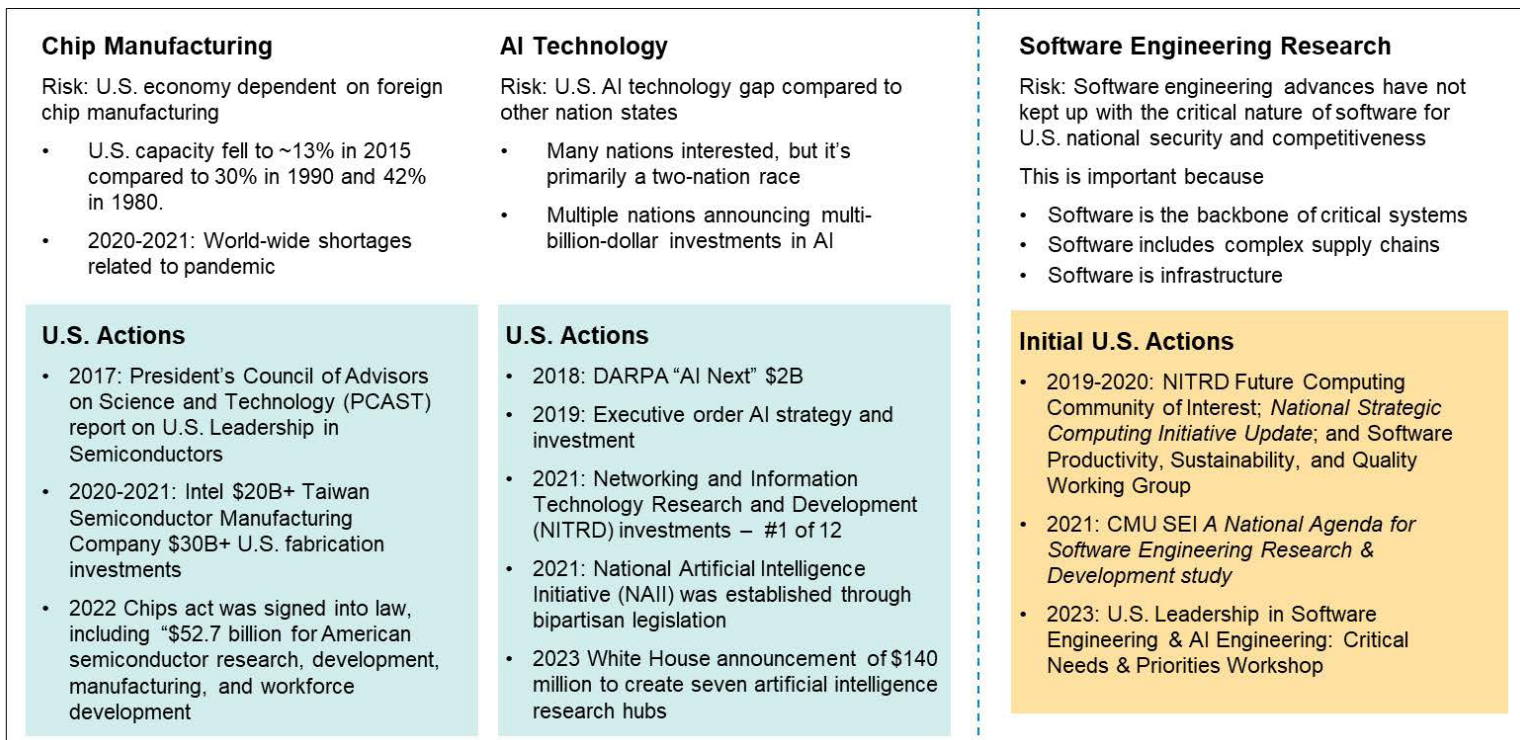 Chip Manufacturing
Risk: U.S. economy dependent on foreign
chip manufacturing
• U.S. capacity fell to ~13% in 2015
compared to 30% in 1990 and 42%
in 1980.
• 2020-2021: World-wide shortages
related to pandemic
U.S. Actions
• 2017: President’s Council of Advisors
on Science and Technology (PCAST)
report on U.S. Leadership in
Semiconductors
• 2020-2021: Intel $20B+ Taiwan
Semiconductor Manufacturing
Company $30B+ U.S. fabrication
investments
• 2022 Chips act was signed into law,
including “$52.7 billion for American
semiconductor research, development,
manufacturing, and workforce
development
AI Technology
Risk: U.S. AI technology gap compared to
other nation states
• Many nations interested, but it’s
primarily a two-nation race
• Multiple nations announcing multi-
billion-dollar investments in AI
U.S. Actions
• 2018: DARPA “AI Next” $2B
• 2019: Executive order AI strategy and
investment
• 2021: Networking and Information
Technology Research and Development
(NITRD) investments – #1 of 12
• 2021: National Artificial Intelligence
Initiative (NAII) was established through
bipartisan legislation
• 2023 White House announcement of $140
million to create seven artificial intelligence
research hubs
Software Engineering Research
Risk: Software engineering advances have not
kept up with the critical nature of software for
U.S. national security and competitiveness
This is important because
• Software is the backbone of critical systems
• Software includes complex supply chains
• Software is infrastructure
Initial U.S. Actions
• 2019-2020: NITRD Future Computing
Community of Interest; National Strategic
Computing Initiative Update; and Software
Productivity, Sustainability, and Quality
Working Group
• 2021: CMU SEI A National Agenda for
Software Engineering Research &
Development study
• 2023: U.S. Leadership in Software
Engineering & AI Engineering: Critical
Needs & Priorities Workshop